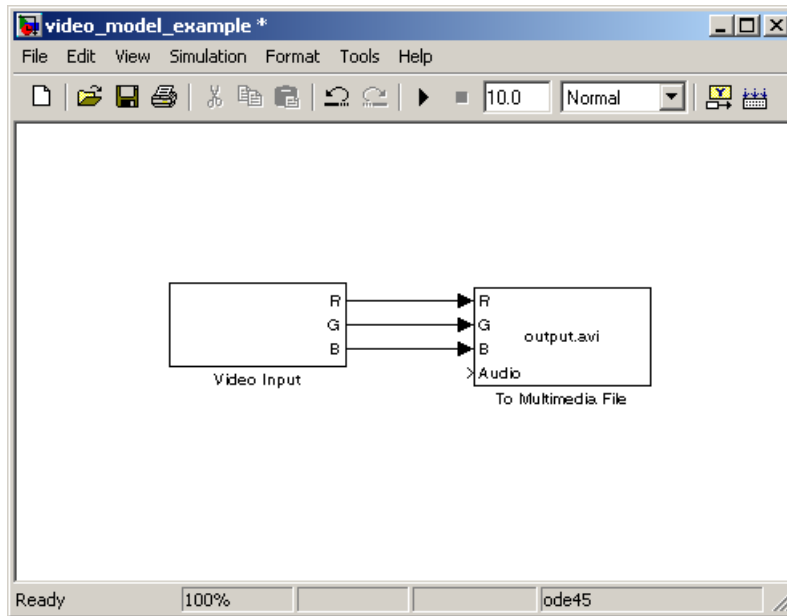 video_model_example *
File Edit View Simulation Format Tools Help
10.0 Normal
R R
G G
output.avi
B B
Audio
Video Input
To Multimedia File
Ready 100% ode45